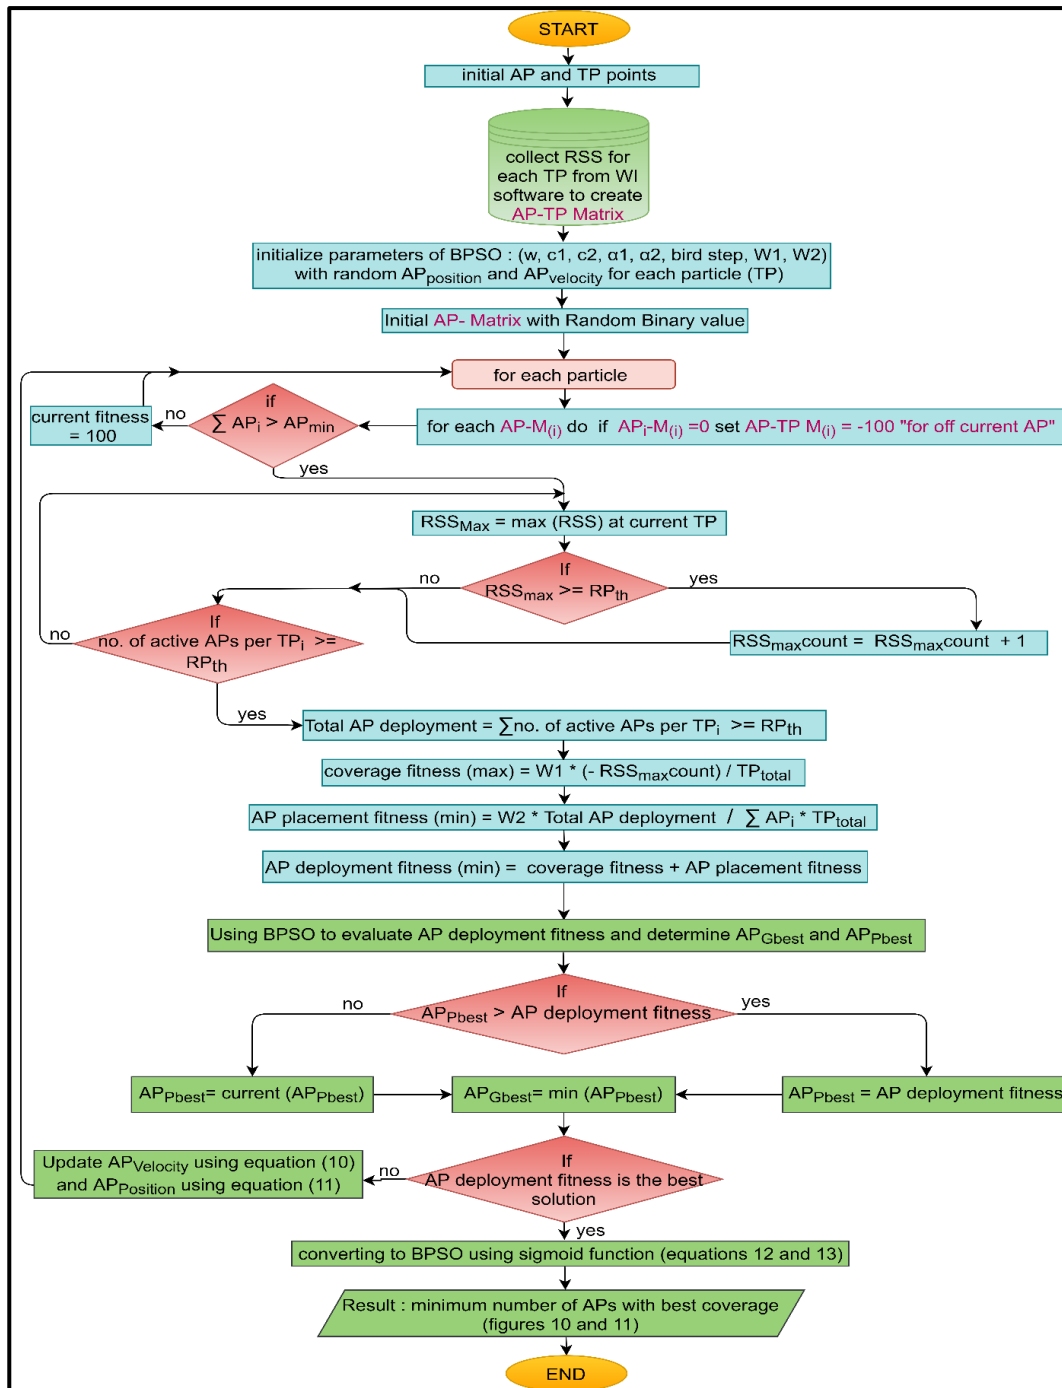 START
initial AP and TP points
collect RSS for
each TP from WI
software to create
AP-TP Matrix
initialize parameters of BPSO : (w, c1, c2, α1, α2, bird step, W1, W2)
with random APposition and APvelocity for each particle (TP)
Initial AP- Matrix with Random Binary value
for each particle
for each AP-M(i) do if APi-M(i) =0 set AP-TP M(i) = -100 "for off current AP"
if
∑ APi > APmin
no
current fitness
= 100
yes
RSSMax = max (RSS) at current TP
If
RSSmax >= RPth
no
yes
RSSmaxcount = RSSmaxcount + 1
If
no. of active APs per TPi >=
RPth
no
yes
Total AP deployment = ∑no. of active APs per TPi >= RPth
coverage fitness (max) = W1 * (- RSSmaxcount) / TPtotal
AP placement fitness (min) = W2 * Total AP deployment / ∑ APi * TPtotal
AP deployment fitness (min) = coverage fitness + AP placement fitness
Using BPSO to evaluate AP deployment fitness and determine APGbest and APPbest
If
APPbest > AP deployment fitness
no
yes
APPbest= current (APPbest)
APGbest= min (APPbest)
APPbest = AP deployment fitness
If
AP deployment fitness is the best
solution
no
Update APVelocity using equation (10)
and APPosition using equation (11)
yes
converting to BPSO using sigmoid function (equations 12 and 13)
Result : minimum number of APs with best coverage
(figures 10 and 11)
END